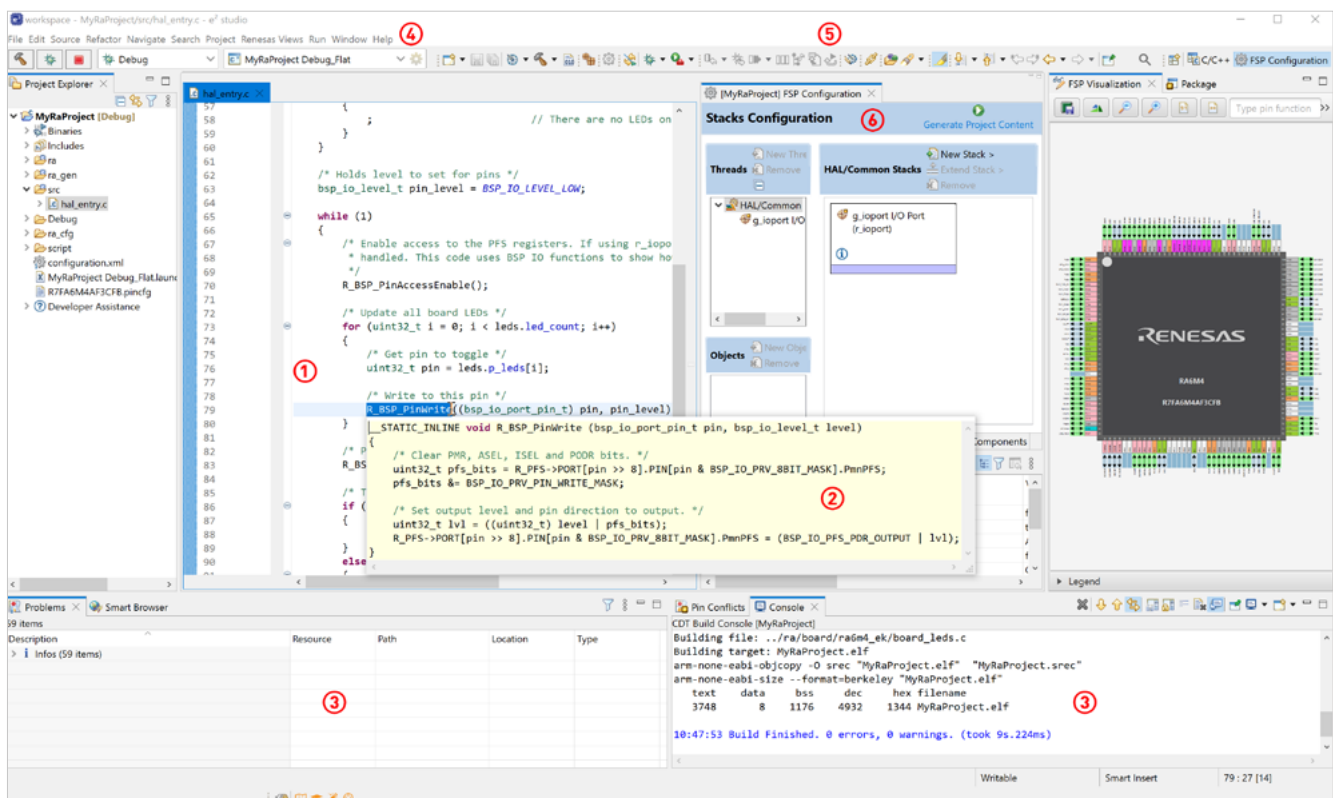 workspace - MyRaProject/src/hal_entry.c - e² studio
File Edit Source Refactor Navigate Search Project Renesas Views Run Window Help
④
⑤
Debug
MyRaProject Debug_Flat
C/C++
FSP Configuration
Project Explorer
MyRaProject [Debug]
Binaries
Includes
ra
ra_gen
src
hal_entry.c
Debug
ra_cfg
script
configuration.xml
MyRaProject Debug_Flat.launc
R7FA6M4AF3CFB.pincfg
Developer Assistance
hal_entry.c
57 {
58 ; // There are no LEDs on
59 }
60 }
61
62 /* Holds level to set for pins */
63 bsp_io_level_t pin_level = BSP_IO_LEVEL_LOW;
64
65 while (1)
66 {
67 /* Enable access to the PFS registers. If using r_iopo
68 * handled. This code uses BSP IO functions to show ho
69 */
70 R_BSP_PinAccessEnable();
71
72 /* Update all board LEDs */
73 for (uint32_t i = 0; i < leds.led_count; i++)
74 {
75 /* Get pin to toggle */
76 uint32_t pin = leds.p_leds[i];
77
78 /* Write to this pin */
79 R_BSP_PinWrite((bsp_io_port_pin_t) pin, pin_level)
80 }
81
82 /* P
83 R_BS
84
85 /* T
86 if (
87 {
88
89 }
90 else
①
__STATIC_INLINE void R_BSP_PinWrite (bsp_io_port_pin_t pin, bsp_io_level_t level)
{
/* Clear PMR, ASEL, ISEL and PODR bits. */
uint32_t pfs_bits = R_PFS->PORT[pin >> 8].PIN[pin & BSP_IO_PRV_8BIT_MASK].PmnPFS;
pfs_bits &= BSP_IO_PRV_PIN_WRITE_MASK;
②
/* Set output level and pin direction to output. */
uint32_t lvl = ((uint32_t) level | pfs_bits);
R_PFS->PORT[pin >> 8].PIN[pin & BSP_IO_PRV_8BIT_MASK].PmnPFS = (BSP_IO_PFS_PDR_OUTPUT | lvl);
}
[MyRaProject] FSP Configuration
Stacks Configuration
⑥
Generate Project Content
Threads
New Thre
Remove
HAL/Common Stacks
New Stack >
Extend Stack >
Remove
HAL/Common
g_ioport I/O
g_ioport I/O Port
(r_ioport)
Objects
New Obje
Remove
omponents
FSP Visualization
Package
Type pin function
RENESAS
RA6M4
R7FA6M4AF3CFB
Legend
Problems
Smart Browser
59 items
Description Resource Path Location Type
Infos (59 items)
③
Pin Conflicts
Console
CDT Build Console [MyRaProject]
Building file: ../ra/board/ra6m4_ek/board_leds.c
Building target: MyRaProject.elf
arm-none-eabi-objcopy -O srec "MyRaProject.elf" "MyRaProject.srec"
arm-none-eabi-size --format=berkeley "MyRaProject.elf"
text data bss dec hex filename
3748 8 1176 4932 1344 MyRaProject.elf
③
10:47:53 Build Finished. 0 errors, 0 warnings. (took 9s.224ms)
Writable
Smart Insert
79 : 27 [14]